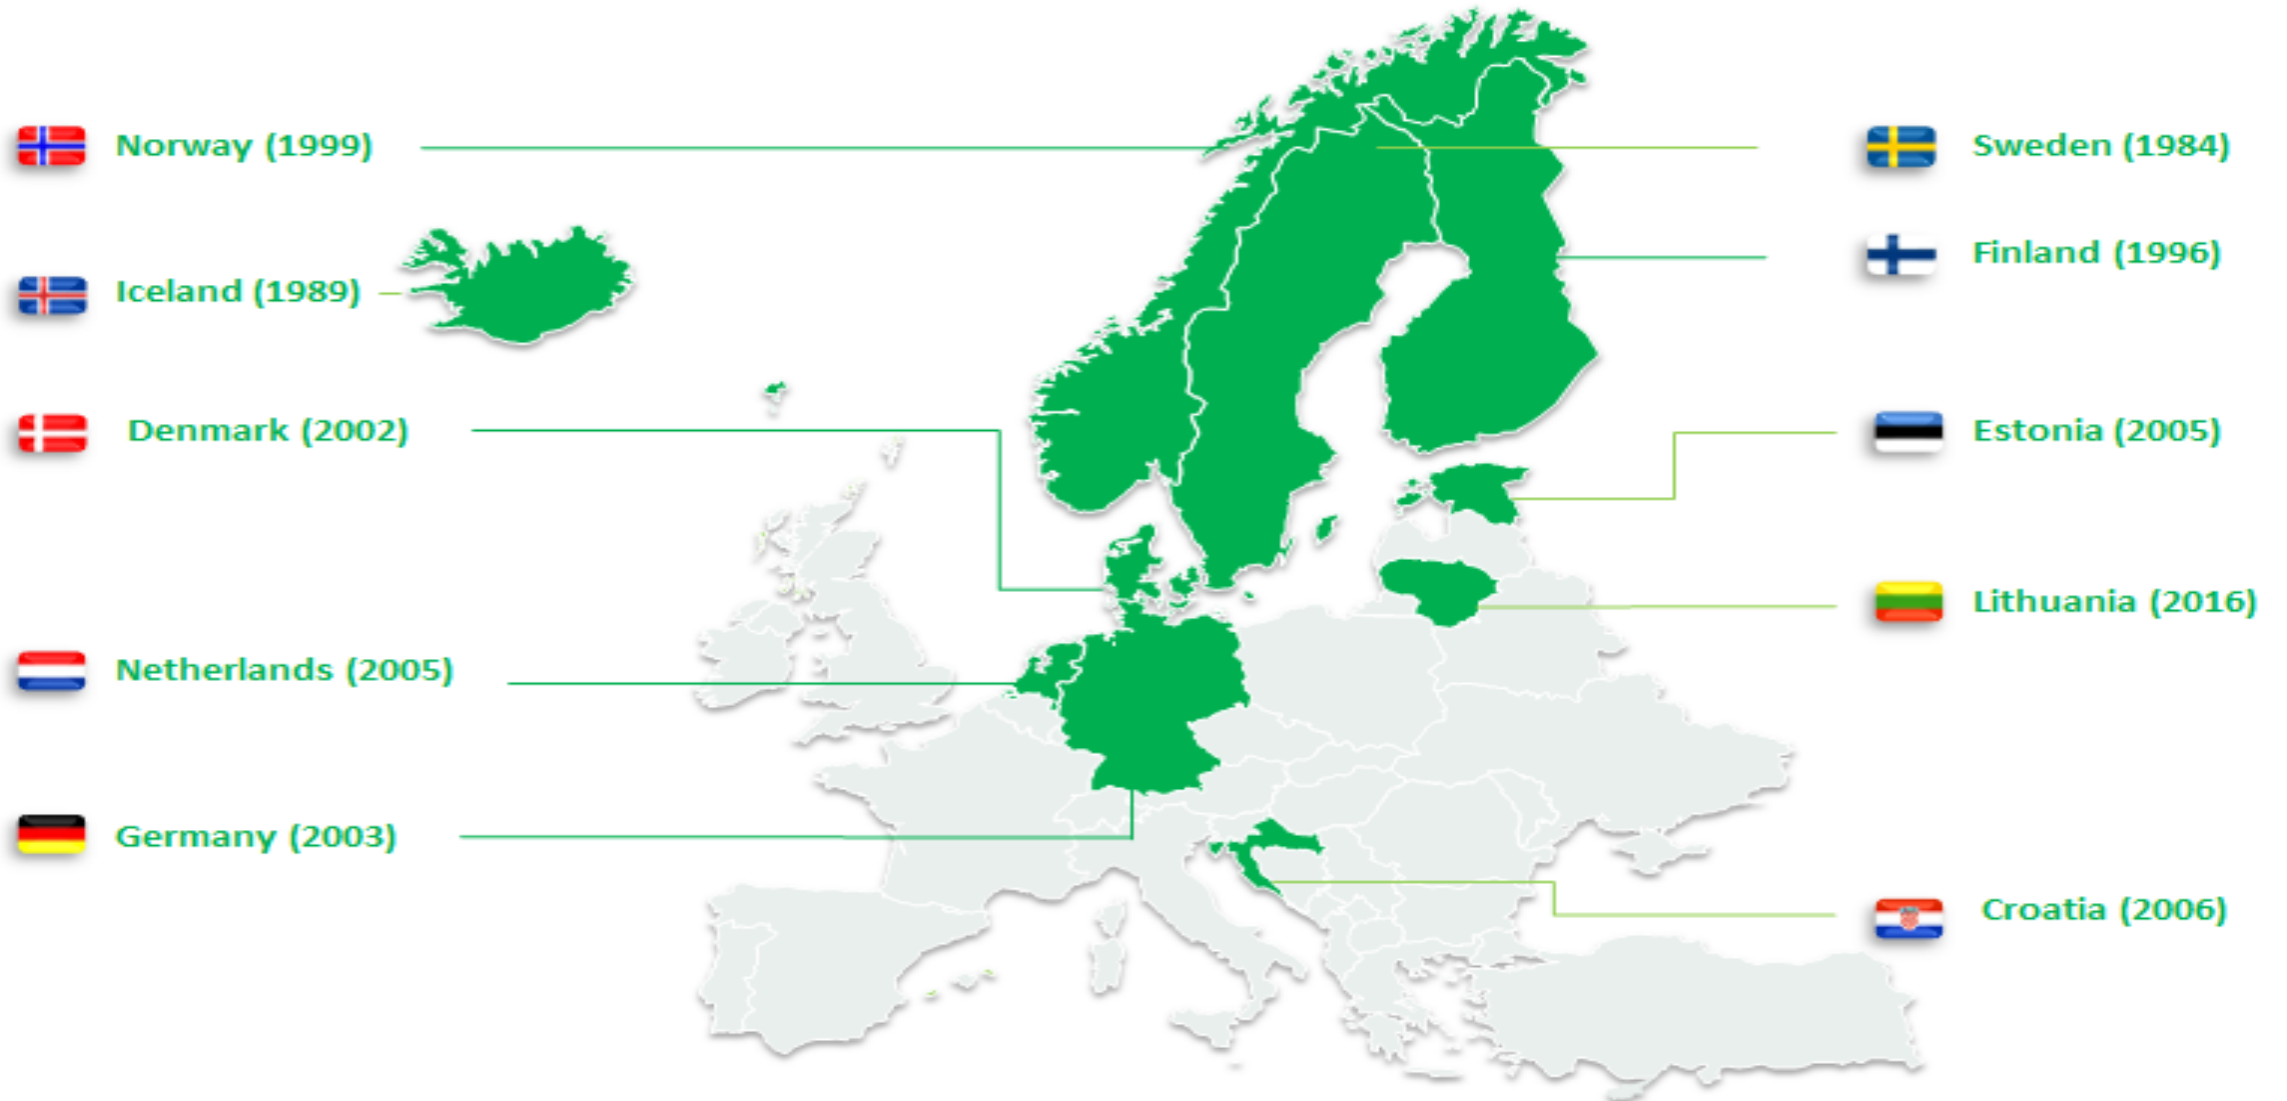 Norway (1999)
Iceland (1989)
Denmark (2002)
Netherlands (2005)
Germany (2003)
Sweden (1984)
Finland (1996)
Estonia (2005)
Lithuania (2016)
Croatia (2006)